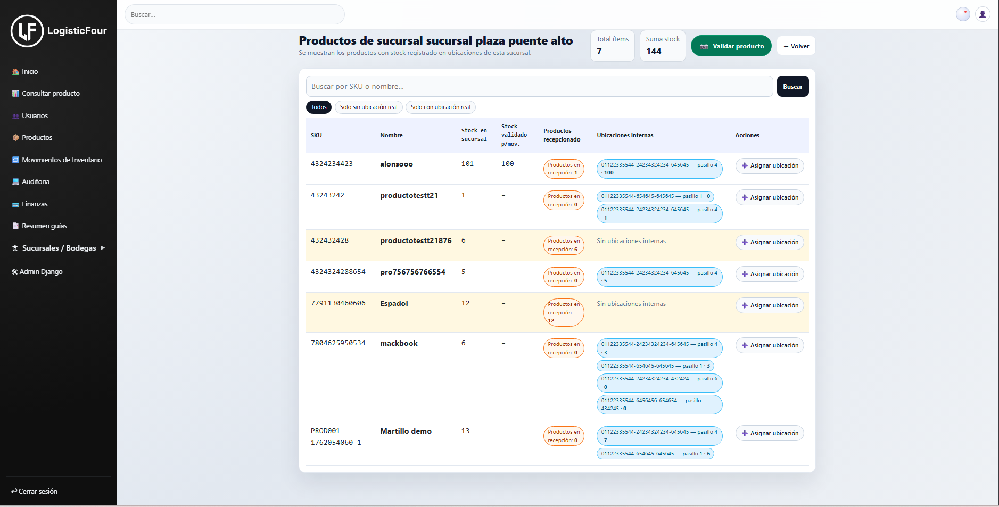 LF LogisticFour
Inicio
Consultar producto
Usuarios
Productos
Movimientos de Inventario
Auditoria
Finanzas
Resumen guías
Sucursales / Bodegas ▶
Admin Django
Cerrar sesión
Buscar...
Productos de sucursal sucursal plaza puente alto
Se muestran los productos con stock registrado en ubicaciones de esta sucursal.
Total ítems
7
Suma stock
144
Validar producto
← Volver
Buscar por SKU o nombre...
Buscar
Todos
Solo sin ubicación real
Solo con ubicación real
SKU
Nombre
Stock en
sucursal
Stock
validado
p/mov.
Productos
recepcionado
Ubicaciones internas
Acciones
4324234423
alonsooo
101
100
Productos en
recepción: 1
01122335544-24234324234-645645 — pasillo 4
· 100
Asignar ubicación
43243242
productotestt21
1
–
Productos en
recepción: 0
01122335544-654645-645645 — pasillo 1 · 0
01122335544-24234324234-645645 — pasillo 4
· 1
Asignar ubicación
432432428
productotestt21876
6
–
Productos en
recepción: 6
Sin ubicaciones internas
Asignar ubicación
4324324288654
pro756756766554
5
–
Productos en
recepción: 0
01122335544-24234324234-645645 — pasillo 4
· 5
Asignar ubicación
7791130460606
Espadol
12
–
Productos en
recepción:
12
Sin ubicaciones internas
Asignar ubicación
7804625950534
mackbook
6
–
Productos en
recepción: 0
01122335544-24234324234-645645 — pasillo 4
· 3
01122335544-654645-645645 — pasillo 1 · 3
01122335544-24234324234-432424 — pasillo 6
· 0
01122335544-6456456-654654 — pasillo
434245 · 0
Asignar ubicación
PROD001-
1762054060-1
Martillo demo
13
–
Productos en
recepción: 0
01122335544-24234324234-645645 — pasillo 4
· 7
01122335544-654645-645645 — pasillo 1 · 6
Asignar ubicación